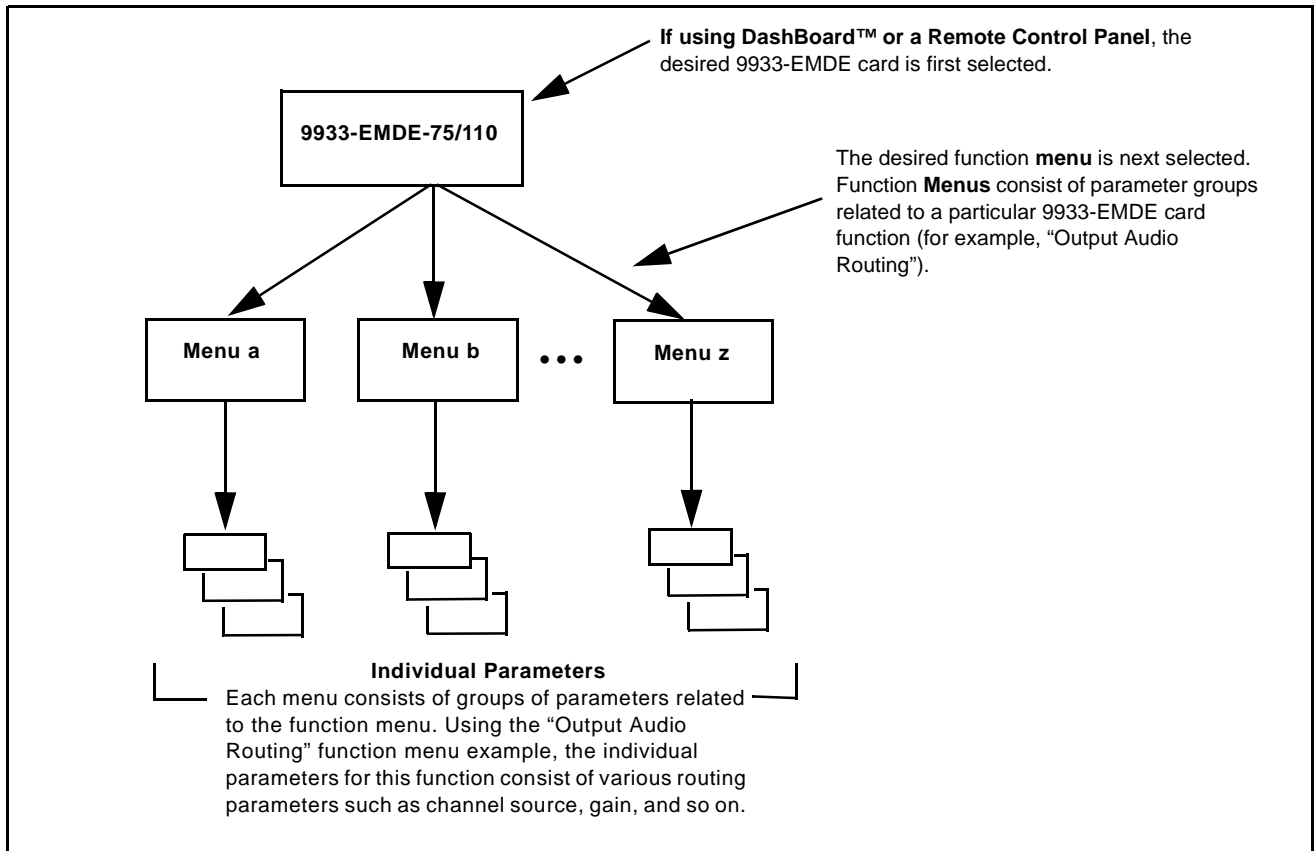 If using DashBoard™ or a Remote Control Panel, the
desired 9933-EMDE card is first selected.
9933-EMDE-75/110
The desired function menu is next selected.
Function Menus consist of parameter groups
related to a particular 9933-EMDE card
function (for example, “Output Audio
Routing”).
Menu a
Menu b
•••
Menu z
Individual Parameters
Each menu consists of groups of parameters related
to the function menu. Using the “Output Audio
Routing” function menu example, the individual
parameters for this function consist of various routing
parameters such as channel source, gain, and so on.